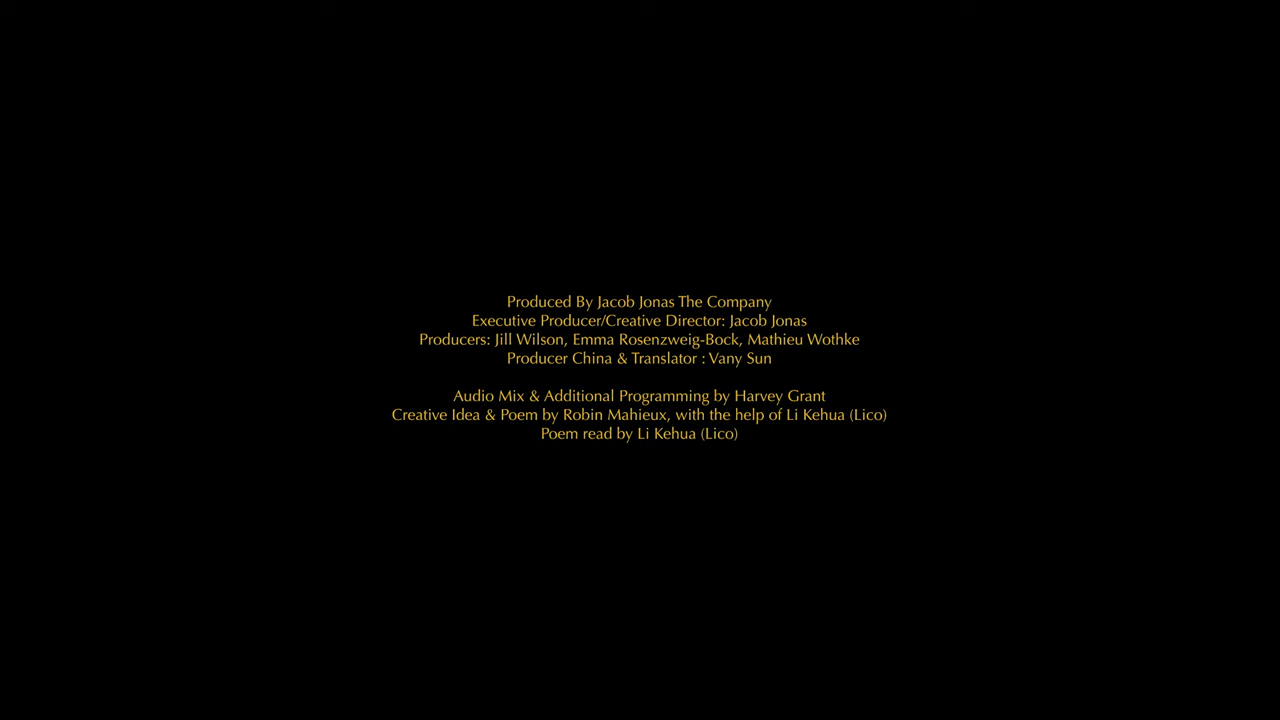 Produced By Jacob Jonas The Company
Executive Producer/Creative Director: Jacob Jonas
Producers: Jill Wilson, Emma Rosenzweig-Bock, Mathieu Wothke
Producer China & Translator : Vany Sun
Audio Mix & Additional Programming by Harvey Grant
Creative Idea & Poem by Robin Mahieux, with the help of Li Kehua (Lico)
Poem read by Li Kehua (Lico)